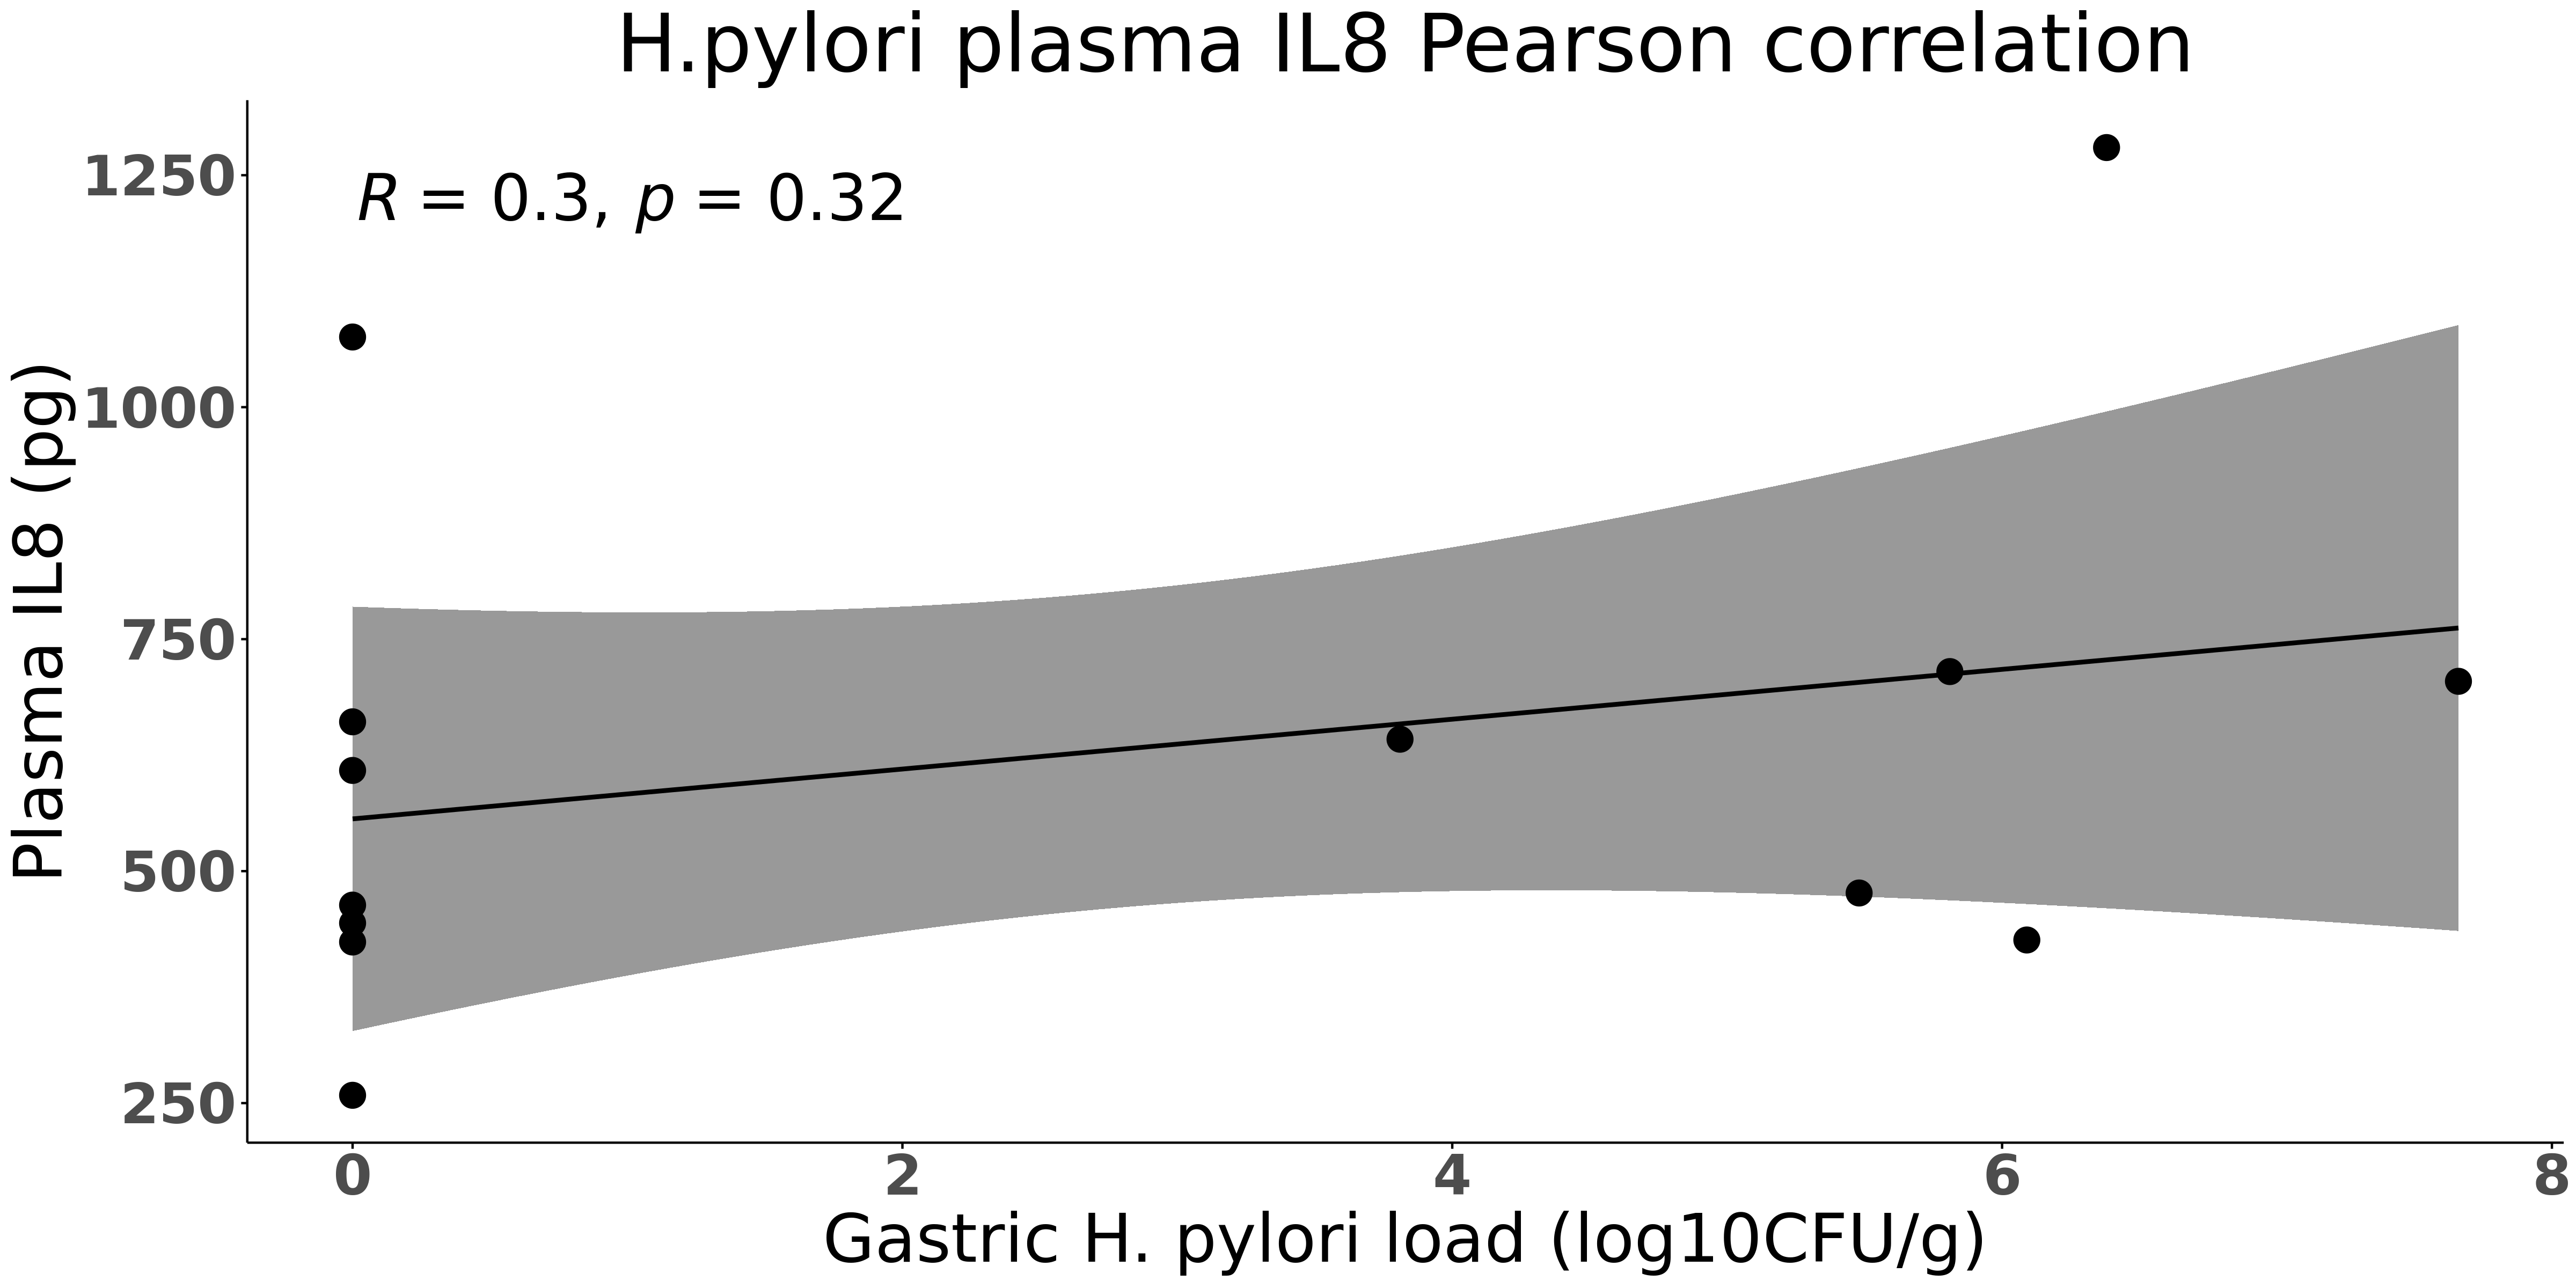 H.pylori plasma IL8 Pearson correlation
R = 0.3, p = 0.32
Plasma IL8 (pg)
1250
1000
750
500
250
0 2 4 6 8
Gastric H. pylori load (log10CFU/g)